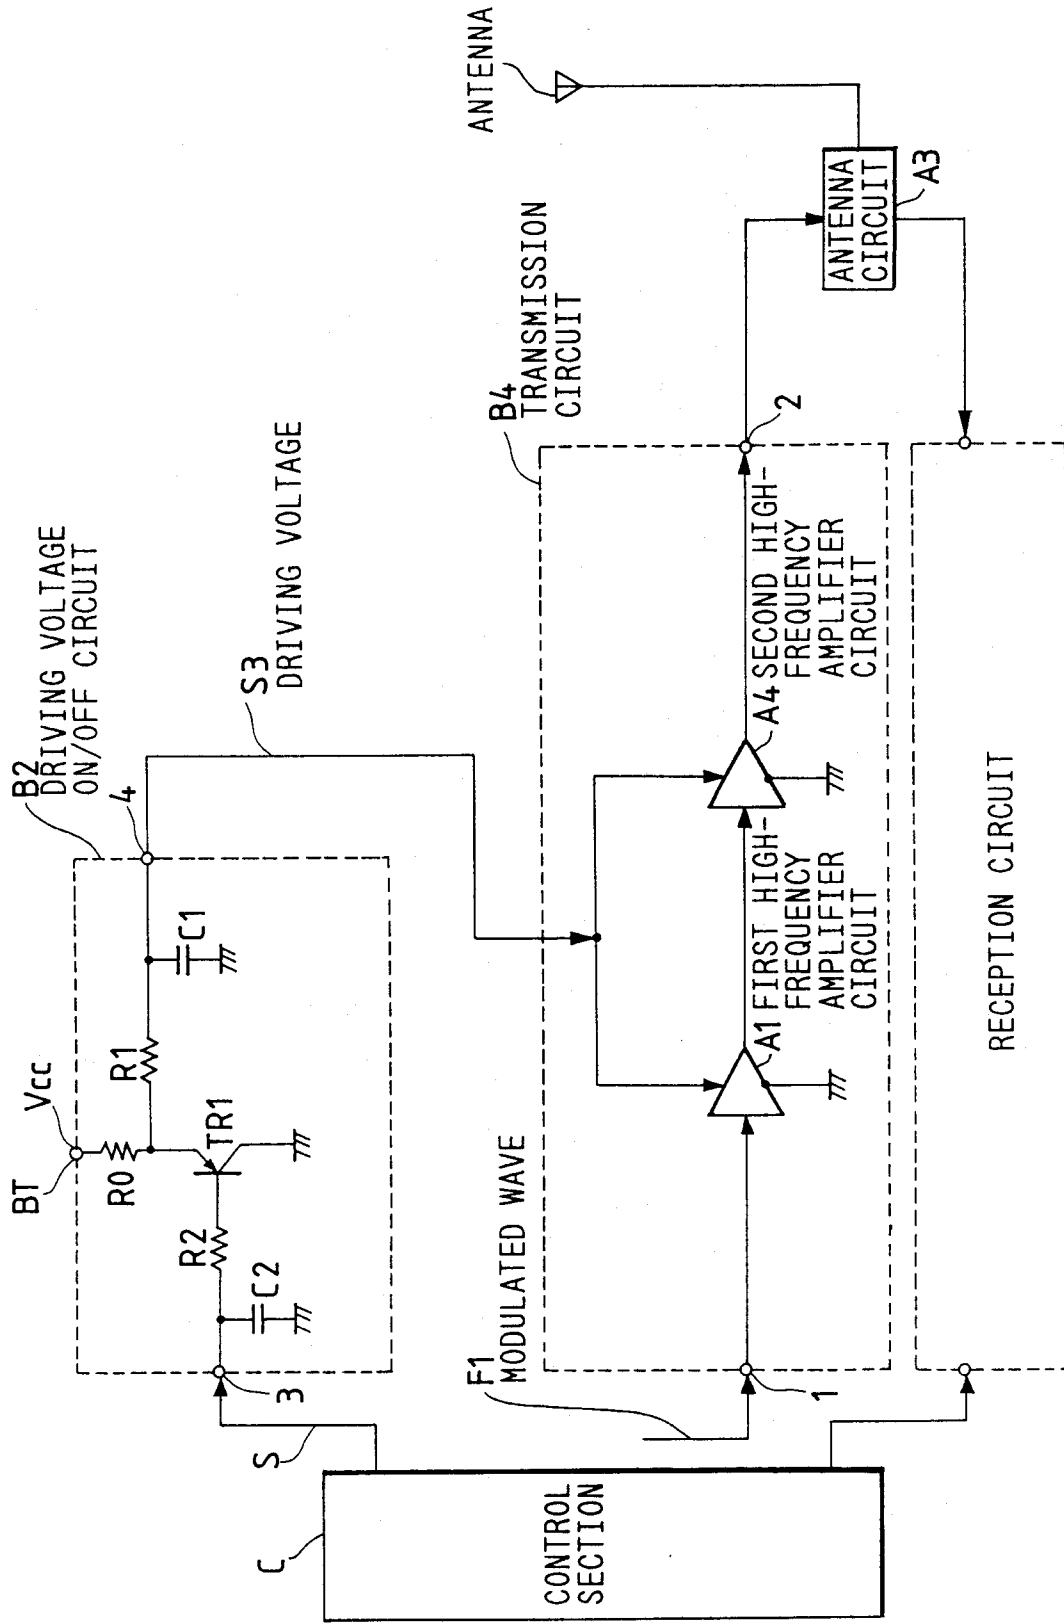 C
CONTROL
SECTION
S
3
C2
R2
TR1
R0
BT
Vcc
R1
C1
4
B2
DRIVING VOLTAGE
ON/OFF CIRCUIT
S3
DRIVING VOLTAGE
F1
MODULATED WAVE
1
A1 FIRST HIGH-
FREQUENCY
AMPLIFIER
CIRCUIT
A4 SECOND HIGH-
FREQUENCY
AMPLIFIER
CIRCUIT
2
B4
TRANSMISSION
CIRCUIT
ANTENNA
ANTENNA
CIRCUIT
A3
RECEPTION CIRCUIT